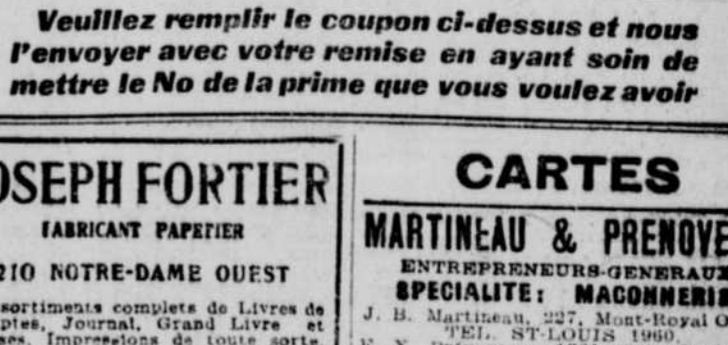 Veuillez remplir le coupon ci-dessus et nous
l'envoyer avec votre remise en ayant soin de
mettre le No de la prime que vous voulez avoir
OSEPH FORTIER
FABRICANT PAPETIER
210 NOTRE-DAME OUEST
sortiments complets de Livres de
ptes, Journal, Grand Livre et
ses. Impressions de toute sorte
CARTES
MARTINEAU & PRENOVE
ENTREPRENEURS-GENERAUX
SPECIALITE: MACONNERIE
J. B. Martineau, 227, Mont-Royal O
TEL. ST-LOUIS 1960.